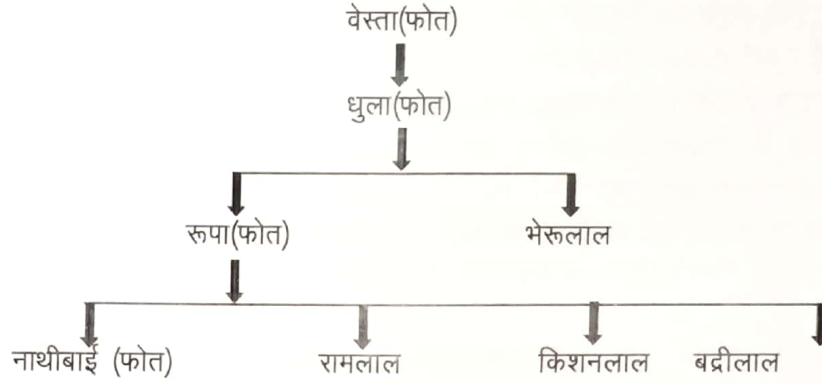 वेस्ता(फोत)
धुला(फोत)
रूपा(फोत) भेरूलाल
नाथीबाई (फोत) रामलाल किशनलाल बद्रीलाल